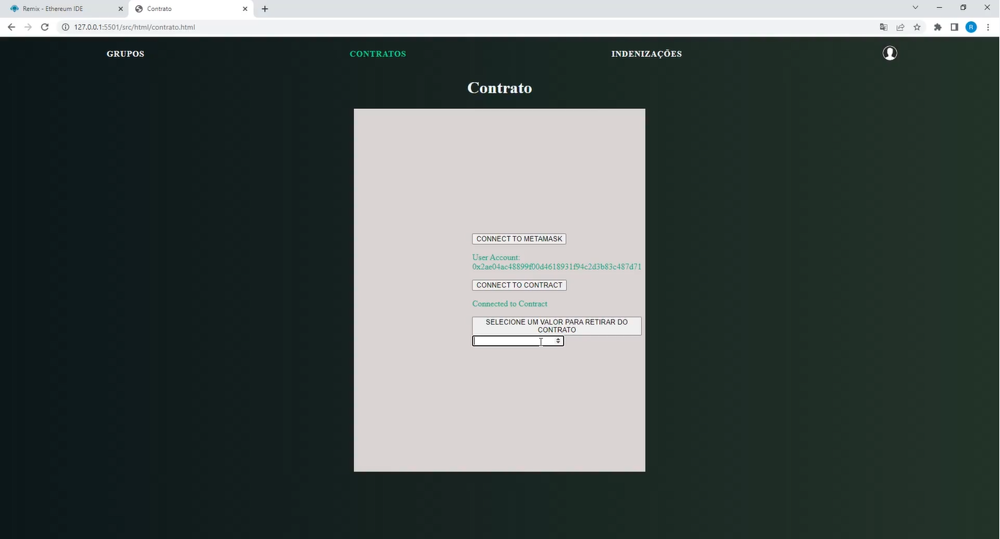 Remix - Ethereum IDE
Contrato
127.0.0.1:5501/src/html/contrato.html
R
GRUPOS
CONTRATOS
INDENIZAÇÕES
Contrato
CONNECT TO METAMASK
User Account:
0x2ae04ac48899f00d4618931f94c2d3b83c487d71
CONNECT TO CONTRACT
Connected to Contract
SELECIONE UM VALOR PARA RETIRAR DO
CONTRATO